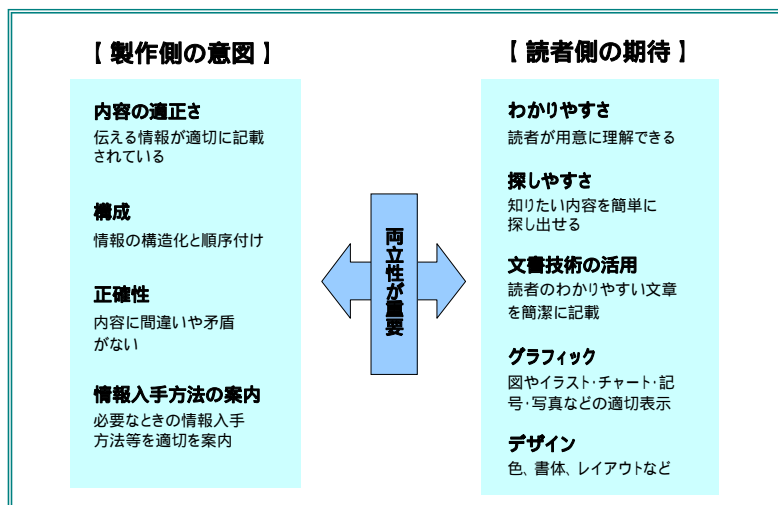 【 製作側の意図 】
内容の適正さ
伝える情報が適切に記載
されている
構成
情報の構造化と順序付け
正確性
内容に間違いや矛盾
がない
情報入手方法の案内
必要なときの情報入手
方法等を適切を案内
両立性が重要
【 読者側の期待 】
わかりやすさ
読者が用意に理解できる
探しやすさ
知りたい内容を簡単に
探し出せる
文書技術の活用
読者のわかりやすい文章
を簡潔に記載
グラフィック
図やイラスト・チャート・記
号・写真などの適切表示
デザイン
色、書体、レイアウトなど